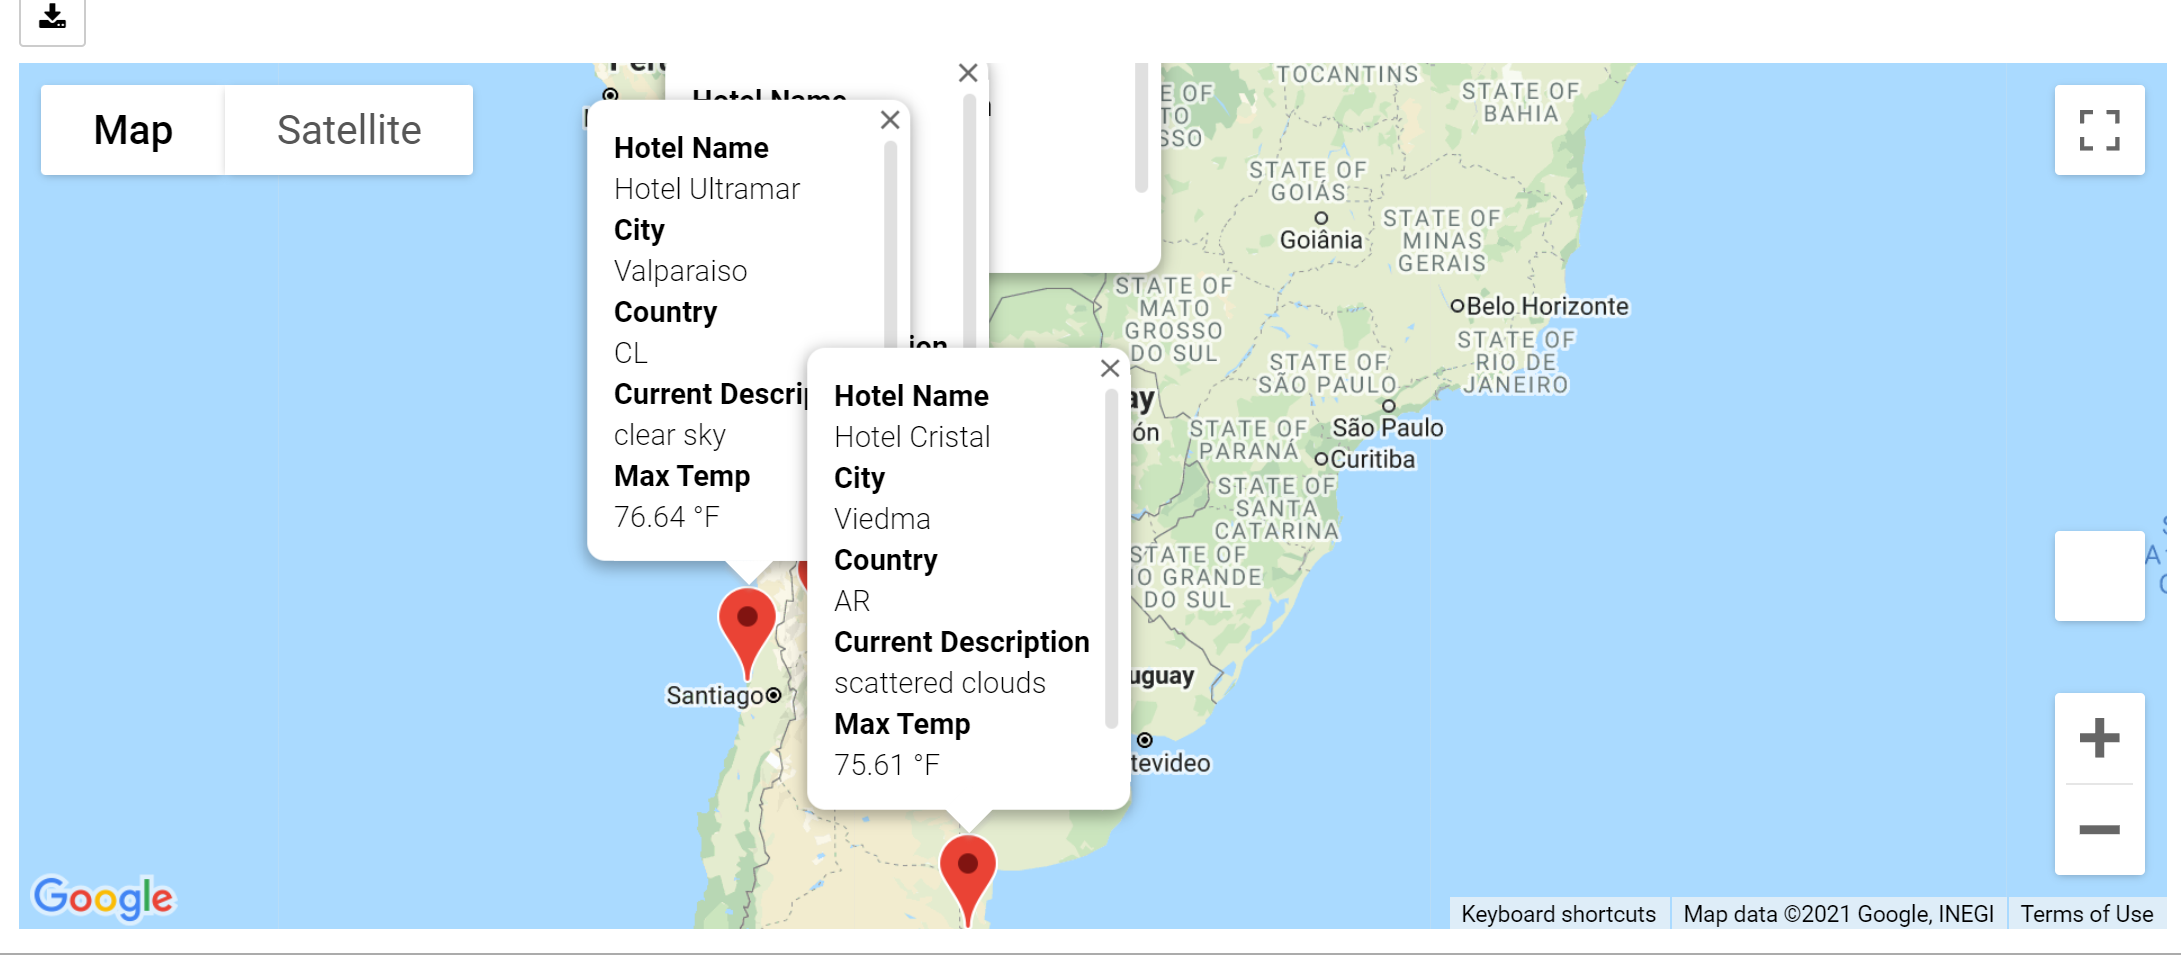 Map
Satellite
Hotel Name
TOCANTINS
STATE OF
BAHIA
STATE OF
GOIÁS
Goiânia
STATE OF
MINAS
GERAIS
Hotel Name
Hotel Ultramar
City
Valparaiso
Country
CL
Current Descrip
clear sky
Max Temp
76.64 °F
STATE OF
MATO
GROSSO
DO SUL
Belo Horizonte
STATE OF
RIO DE
JANEIRO
STATE OF
SÃO PAULO
São Paulo
STATE OF
PARANÁ
Curitiba
STATE OF
SANTA
CATARINA
STATE OF
IO GRANDE
DO SUL
Hotel Name
Hotel Cristal
City
Viedma
Country
AR
Current Description
scattered clouds
Max Temp
75.61 °F
uguay
tevideo
Santiago
Google
Keyboard shortcuts
Map data ©2021 Google, INEGI
Terms of Use